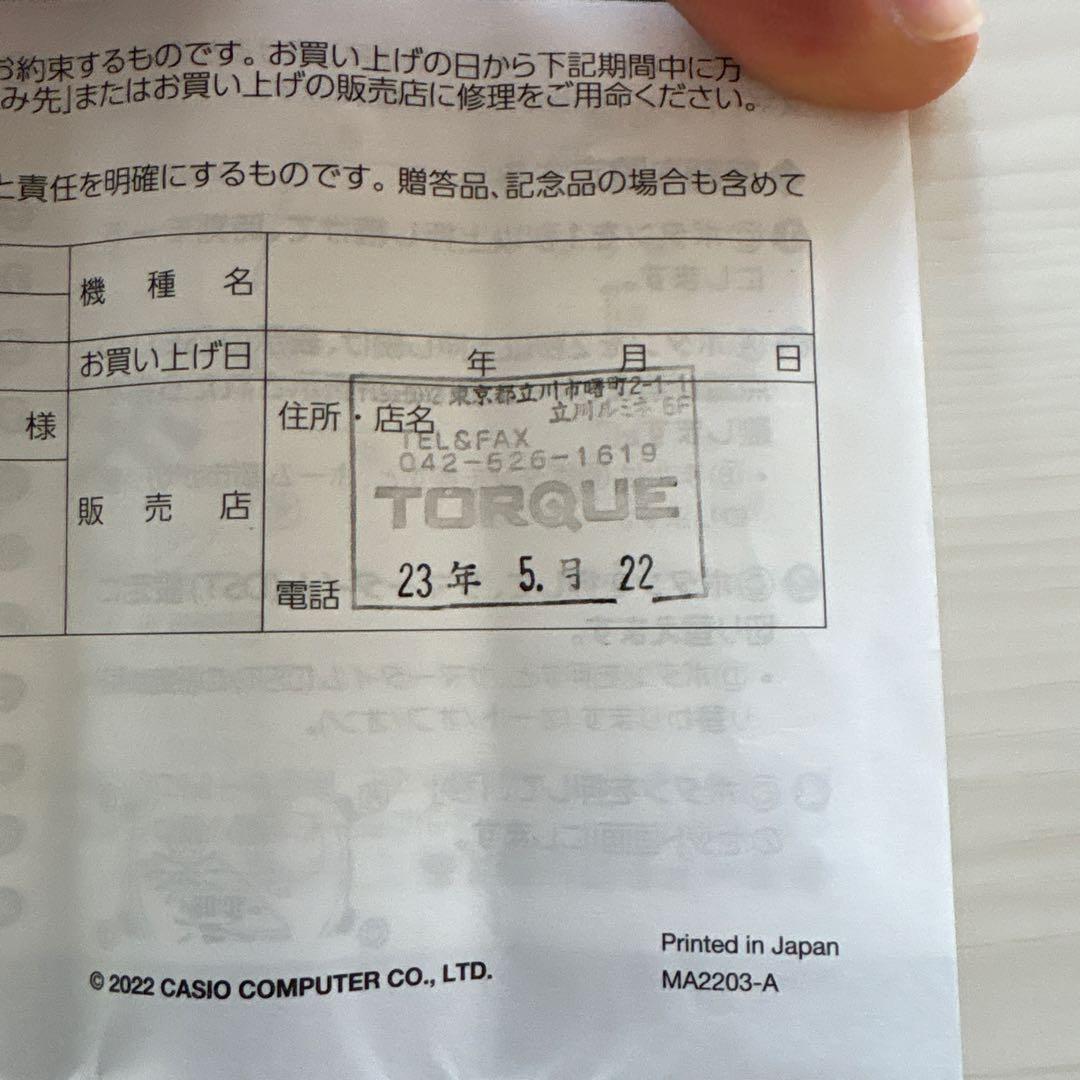 お約束するものです。お買い上げの日から下記期間中に万
み先」またはお買い上げの販売店に修理をご用命ください。
と責任を明確にするものです。贈答品、記念品の場合も含めて
機種名
お買い上げ日 年 月 日
様
販売店
住所・店名
東京都立川市曙町2-1-1
立川ルミネ 6F
TEL&FAX
042-526-1619
TORQUE
電話
23年 5.月 22
© 2022 CASIO COMPUTER CO., LTD.
Printed in Japan
MA2203-A